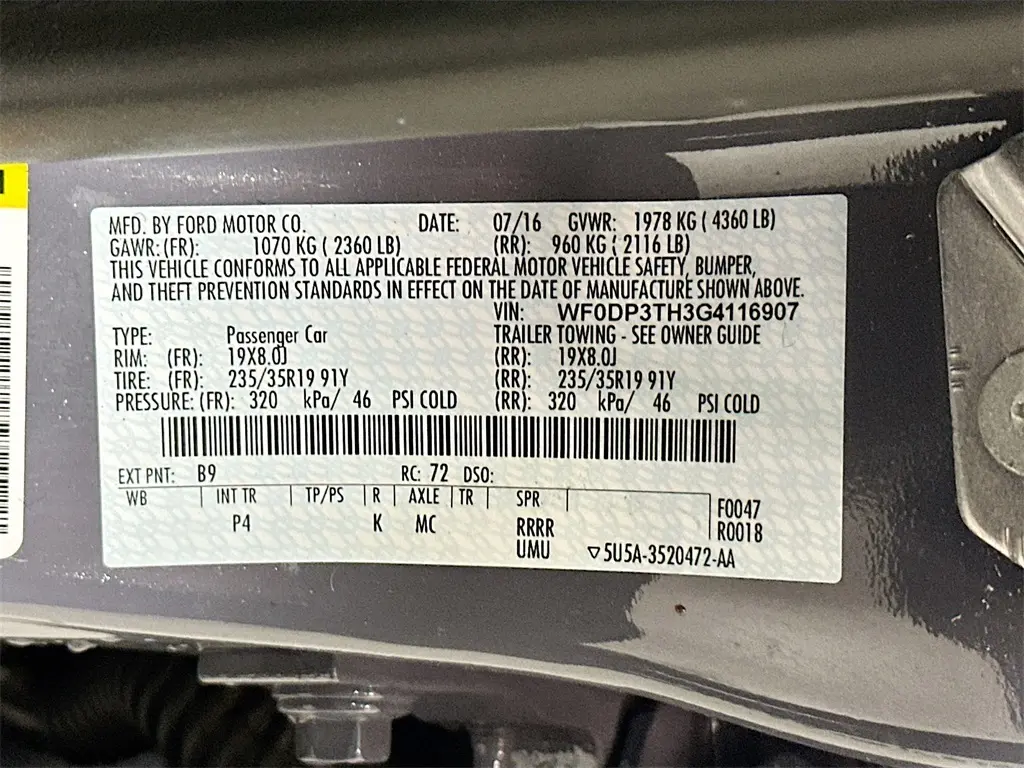 MFD. BY FORD MOTOR CO. DATE: 07/16 GVWR: 1978 KG ( 4360 LB)
GAWR: (FR): 1070 KG ( 2360 LB) (RR): 960 KG ( 2116 LB)
THIS VEHICLE CONFORMS TO ALL APPLICABLE FEDERAL MOTOR VEHICLE SAFETY, BUMPER,
AND THEFT PREVENTION STANDARDS IN EFFECT ON THE DATE OF MANUFACTURE SHOWN ABOVE.
VIN: WF0DP3TH3G4116907
TYPE: Passenger Car TRAILER TOWING - SEE OWNER GUIDE
RIM: (FR): 19X8.0J (RR): 19X8.0J
TIRE: (FR): 235/35R19 91Y (RR): 235/35R19 91Y
PRESSURE: (FR): 320 kPa/ 46 PSI COLD (RR): 320 kPa/ 46 PSI COLD
EXT PNT: B9 RC: 72 DSO:
WB INT TR TP/PS R AXLE TR SPR F0047
P4 K MC RRRR R0018
UMU ▽5U5A-3520472-AA